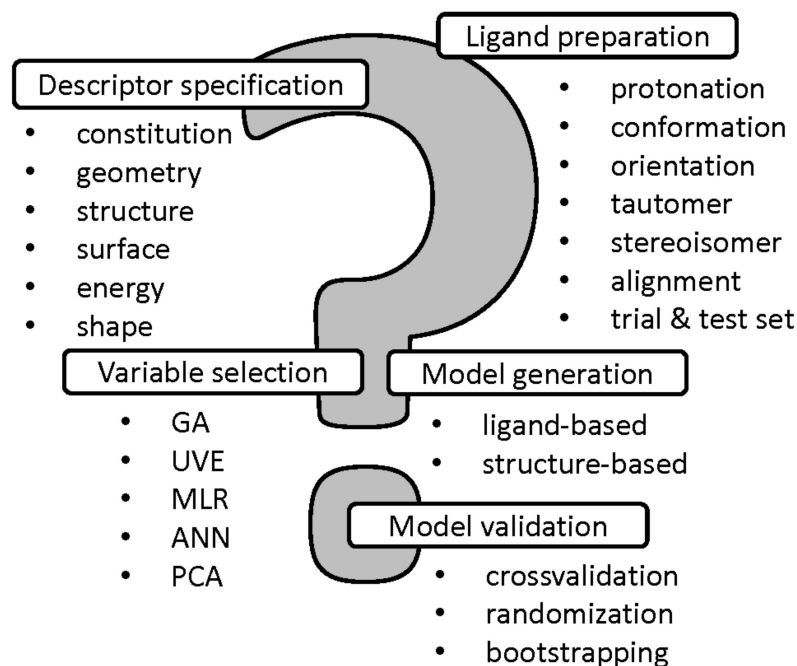 Ligand preparation
• protonation
• conformation
• orientation
• tautomer
• stereoisomer
• alignment
• trial & test set
Descriptor specification
• constitution
• geometry
• structure
• surface
• energy
• shape
Variable selection
• GA
• UVE
• MLR
• ANN
• PCA
Model generation
• ligand-based
• structure-based
Model validation
• crossvalidation
• randomization
• bootstrapping